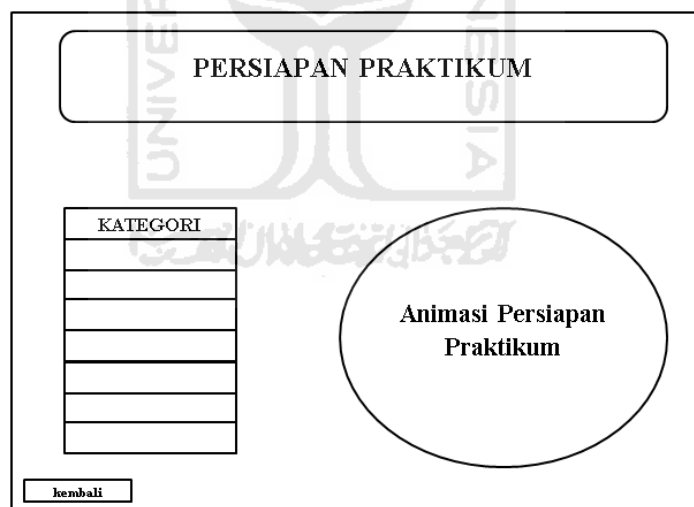 PERSIAPAN PRAKTIKUM
KATEGORI
Animasi Persiapan
Praktikum
kembali